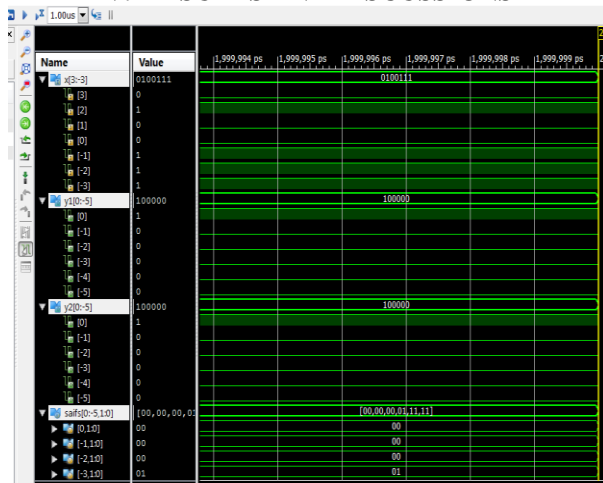 1.00us
1,999,994 ps 1,999,995 ps 1,999,996 ps 1,999,997 ps 1,999,998 ps 1,999,999 ps
Name Value
x[3:-3] 0100111 0100111
[3] 0
[2] 1
[1] 0
[0] 0
[-1] 1
[-2] 1
[-3] 1
y1[0:-5] 100000 100000
[0] 1
[-1] 0
[-2] 0
[-3] 0
[-4] 0
[-5] 0
y2[0:-5] 100000 100000
[0] 1
[-1] 0
[-2] 0
[-3] 0
[-4] 0
[-5] 0
saifs[0:-5,1:0] [00,00,00,01 [00,00,00,01,11,11]
[0,1:0] 00 00
[-1,1:0] 00 00
[-2,1:0] 00 00
[-3,1:0] 01 01